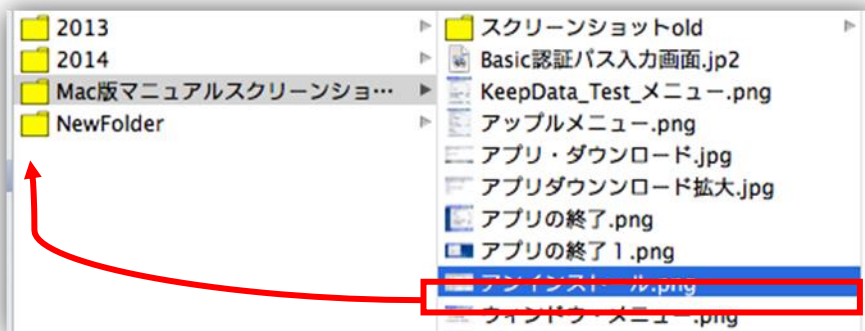 2013
2014
Mac版マニュアルスクリーンショ…
NewFolder
スクリーンショットold
Basic認証パス入力画面.jp2
KeepData_Test_メニュー.png
アップルメニュー.png
アプリ・ダウンロード.jpg
アプリダウンンロード拡大.jpg
アプリの終了.png
アプリの終了1.png
アンインストール.png
ウィンドウ・メニュー.png